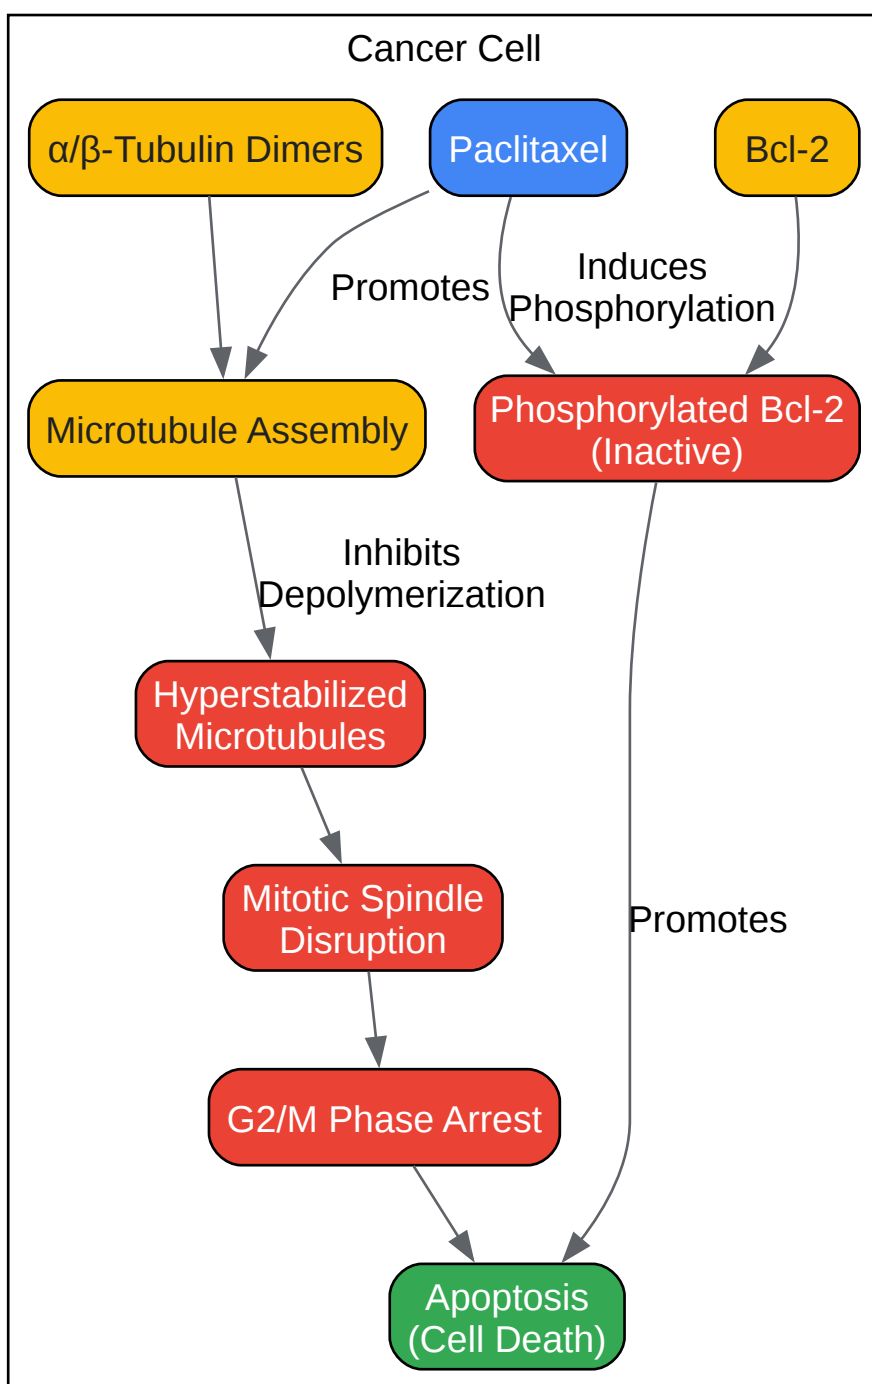 Cancer Cell
α/β-Tubulin Dimers
Paclitaxel
Bcl-2
Promotes
Induces
Phosphorylation
Microtubule Assembly
Phosphorylated Bcl-2
(Inactive)
Inhibits
Depolymerization
Hyperstabilized
Microtubules
Mitotic Spindle
Disruption
Promotes
G2/M Phase Arrest
Apoptosis
(Cell Death)